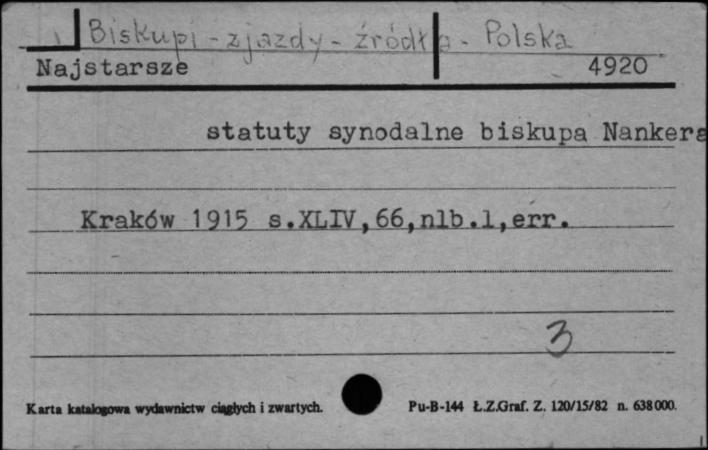 Biskupi - zjazdy - źródła - Polska
Najstarsze 4920
statuty synodalne biskupa Nankera
Kraków 1915 s.XLIV,66,nlb.1,err.
3
Karta katalogowa wydawnictw ciągłych i zwartych. Pu-B-144 Ł.Z.Graf. Z. 120/15/82 n. 638000.